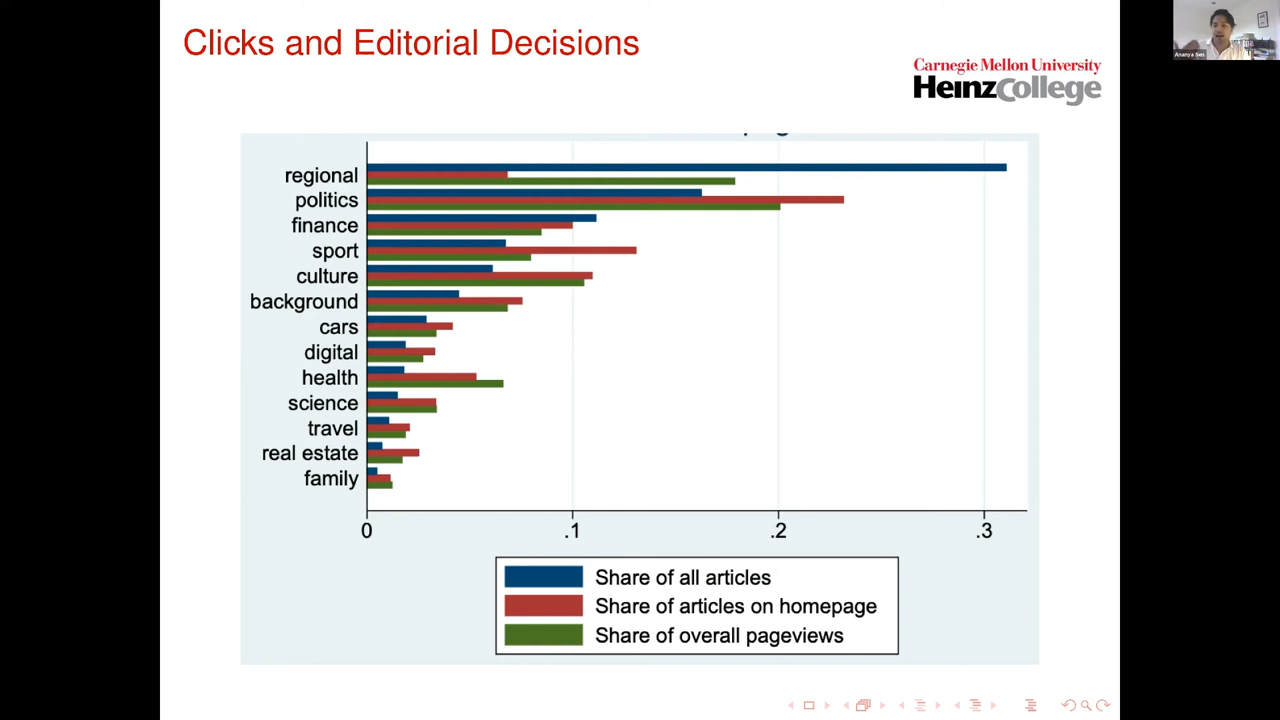 Clicks and Editorial Decisions
Carnegie Mellon University
HeinzCollege
Ananya Sen
regional
politics
finance
sport
culture
background
cars
digital
health
science
travel
real estate
family
0
.1
.2
.3
Share of all articles
Share of articles on homepage
Share of overall pageviews